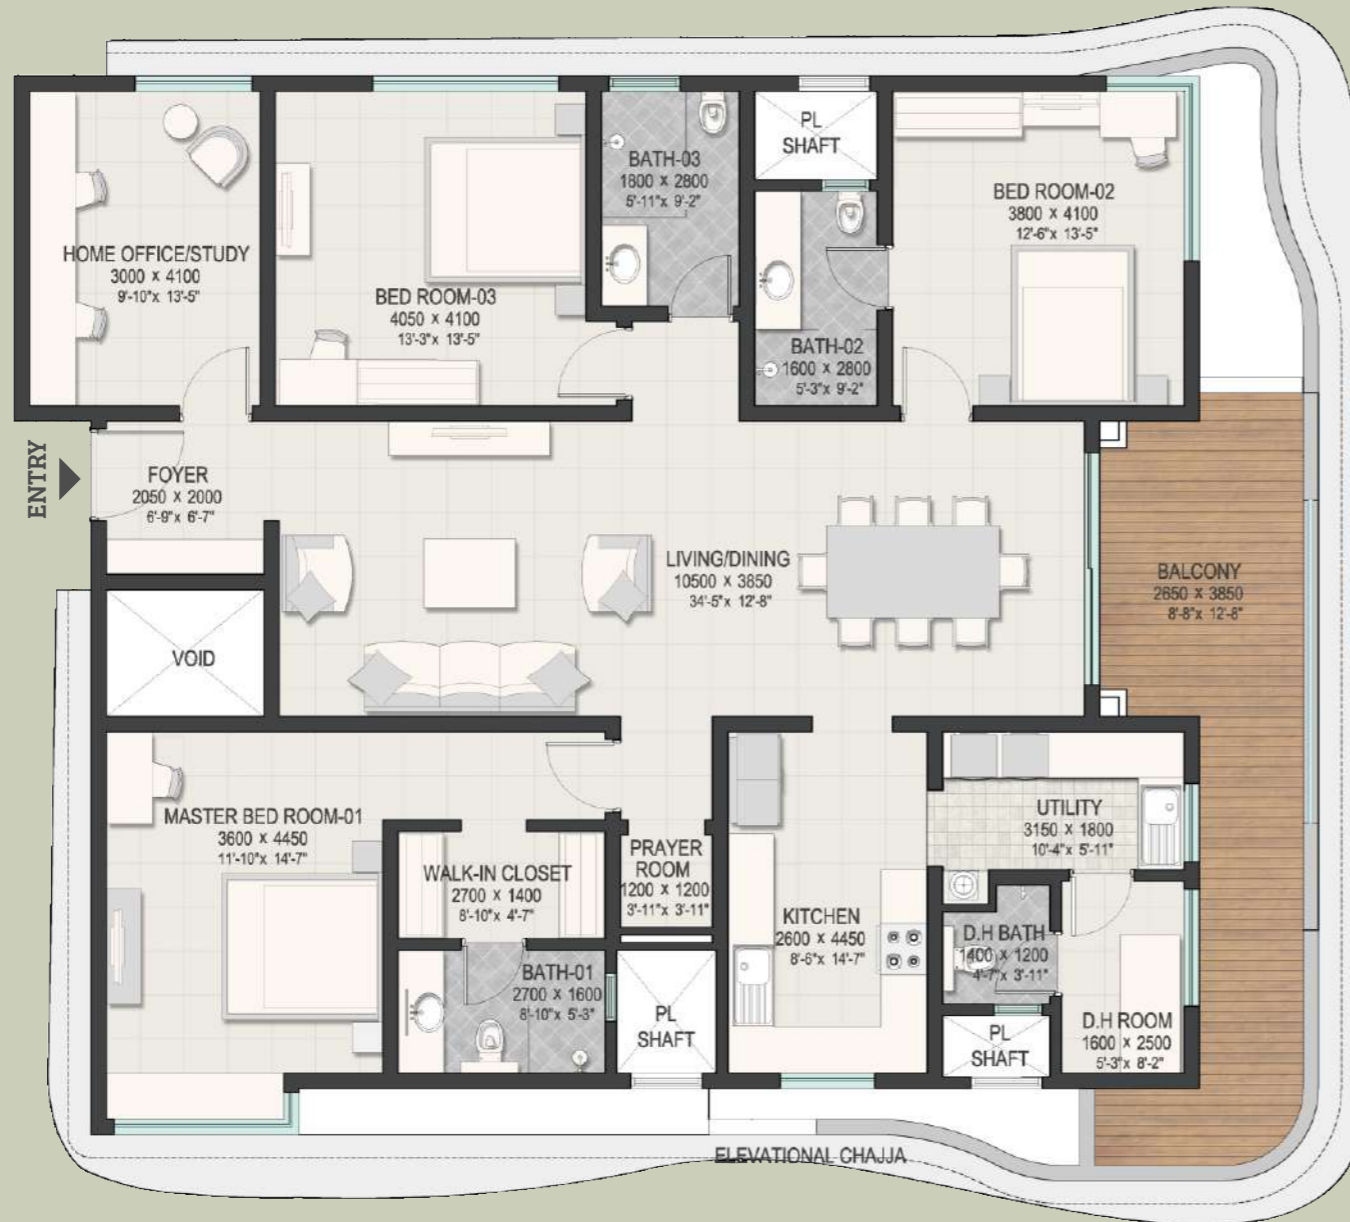 PL
SHAFT
BATH-03
1800 x 2800
5'-11"x 9'-2"
BED ROOM-02
3800 x 4100
12'-6"x 13'-5"
HOME OFFICE/STUDY
3000 x 4100
9'-10"x 13'-5"
BED ROOM-03
4050 x 4100
13'-3"x 13'-5"
BATH-02
1600 x 2800
5'-3"x 9'-2"
ENTRY
FOYER
2050 x 2000
6'-9"x 6'-7"
LIVING/DINING
10500 x 3850
34'-5"x 12'-8"
BALCONY
2650 x 3850
8'-8"x 12'-8"
VOID
MASTER BED ROOM-01
3600 x 4450
11'-10"x 14'-7"
WALK-IN CLOSET
2700 x 1400
8'-10"x 4'-7"
PRAYER
ROOM
1200 x 1200
3'-11"x 3'-11"
UTILITY
3150 x 1800
10'-4"x 5'-11"
KITCHEN
2600 x 4450
8'-6"x 14'-7"
D.H BATH
1400 x 1200
4'-7"x 3'-11"
BATH-01
2700 x 1600
8'-10"x 5'-3"
PL
SHAFT
PL
SHAFT
D.H ROOM
1600 x 2500
5'-3"x 8'-2"
ELEVATIONAL CHAJJA